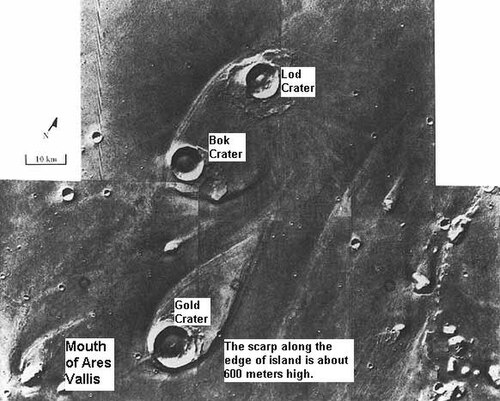 Lod
Crater
Bok
Crater
N
10 km
Gold
Crater
Mouth
of Ares
Vallis
The scarp along the
edge of island is about
600 meters high.